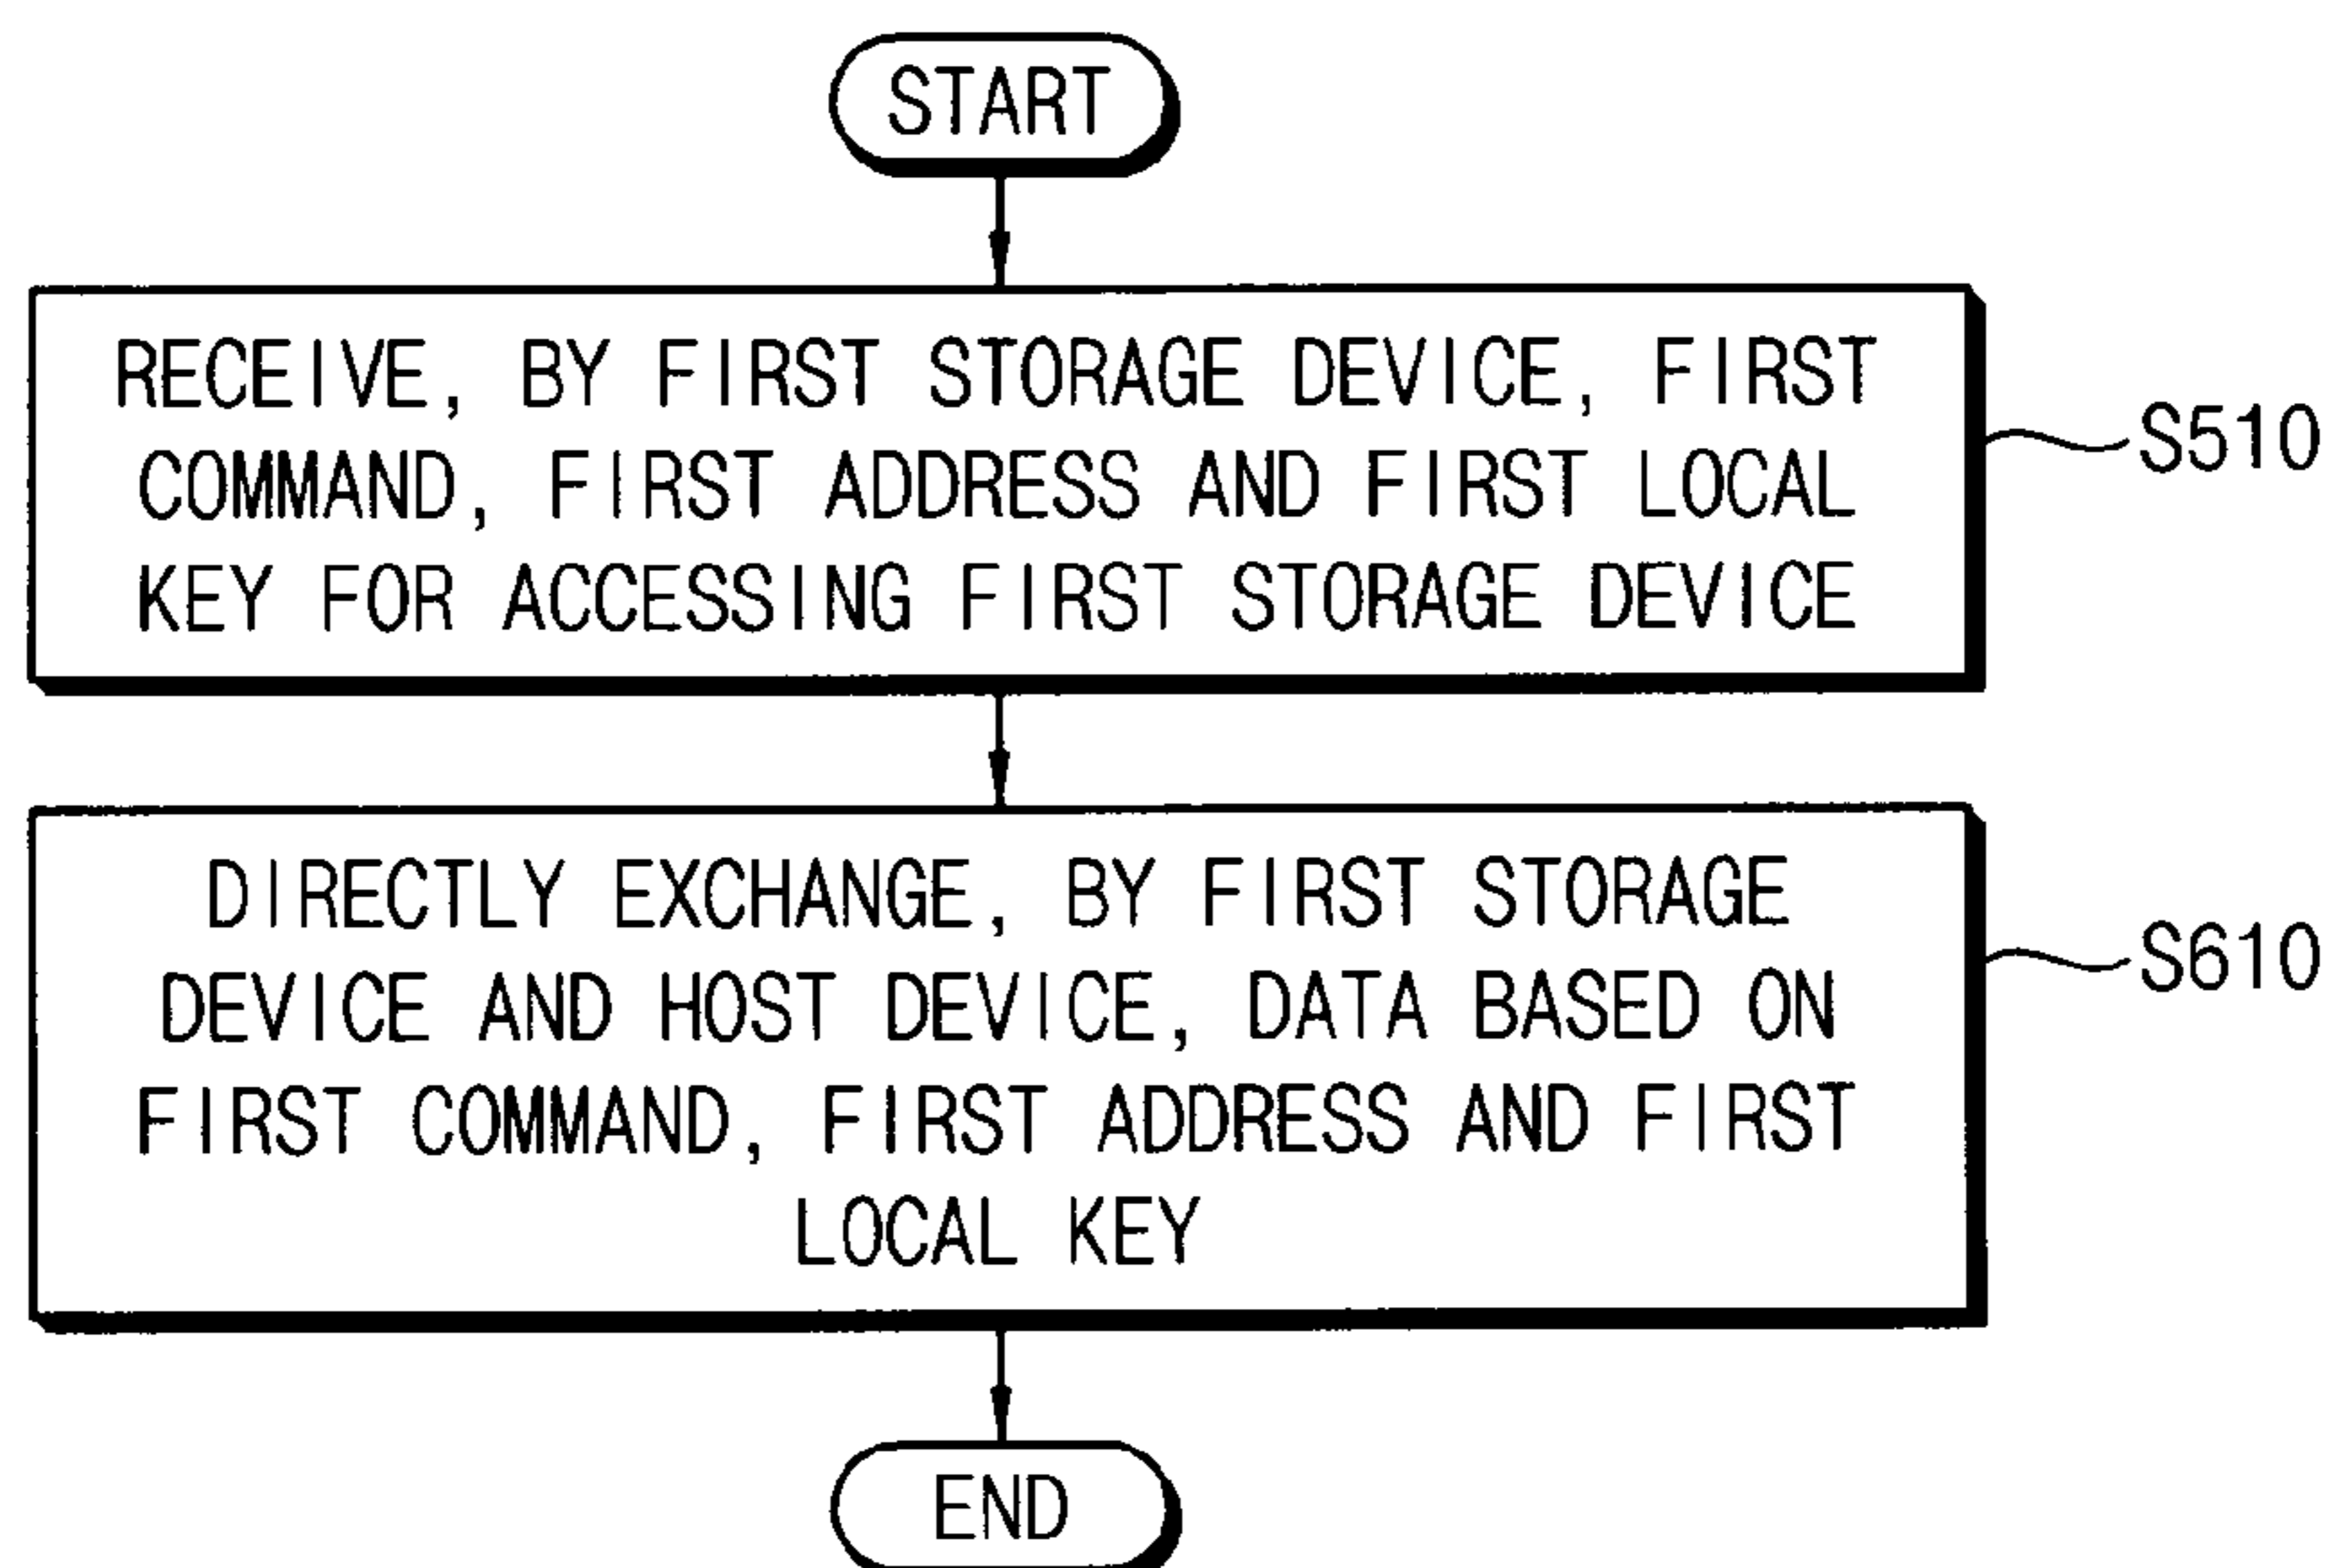 START
RECEIVE, BY FIRST STORAGE DEVICE, FIRST
COMMAND, FIRST ADDRESS AND FIRST LOCAL
KEY FOR ACCESSING FIRST STORAGE DEVICE
S510
DIRECTLY EXCHANGE, BY FIRST STORAGE
DEVICE AND HOST DEVICE, DATA BASED ON
FIRST COMMAND, FIRST ADDRESS AND FIRST
LOCAL KEY
S610
END